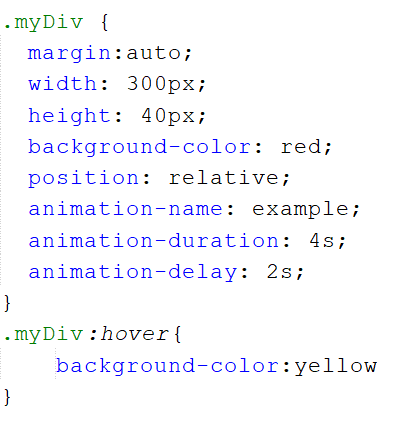 .myDiv {
  margin:auto;
  width: 300px;
  height: 40px;
  background-color: red;
  position: relative;
  animation-name: example;
  animation-duration: 4s;
  animation-delay: 2s;
}
.myDiv:hover{
    background-color:yellow
}